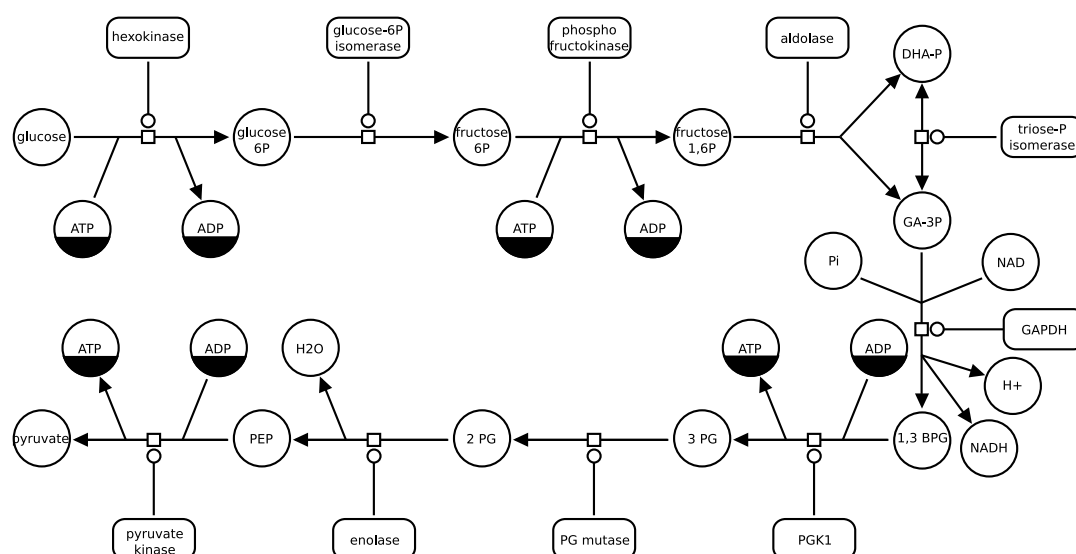 hexokinase
glucose-6P
isomerase
phospho
fructokinase
aldolase
DHA-P
glucose
glucose
6P
fructose
6P
fructose
1,6P
triose-P
isomerase
ATP
ADP
ATP
ADP
GA-3P
Pi
NAD
GAPDH
ATP
ADP
H2O
ATP
ADP
H+
pyruvate
PEP
2 PG
3 PG
1,3 BPG
NADH
pyruvate
kinase
enolase
PG mutase
PGK1